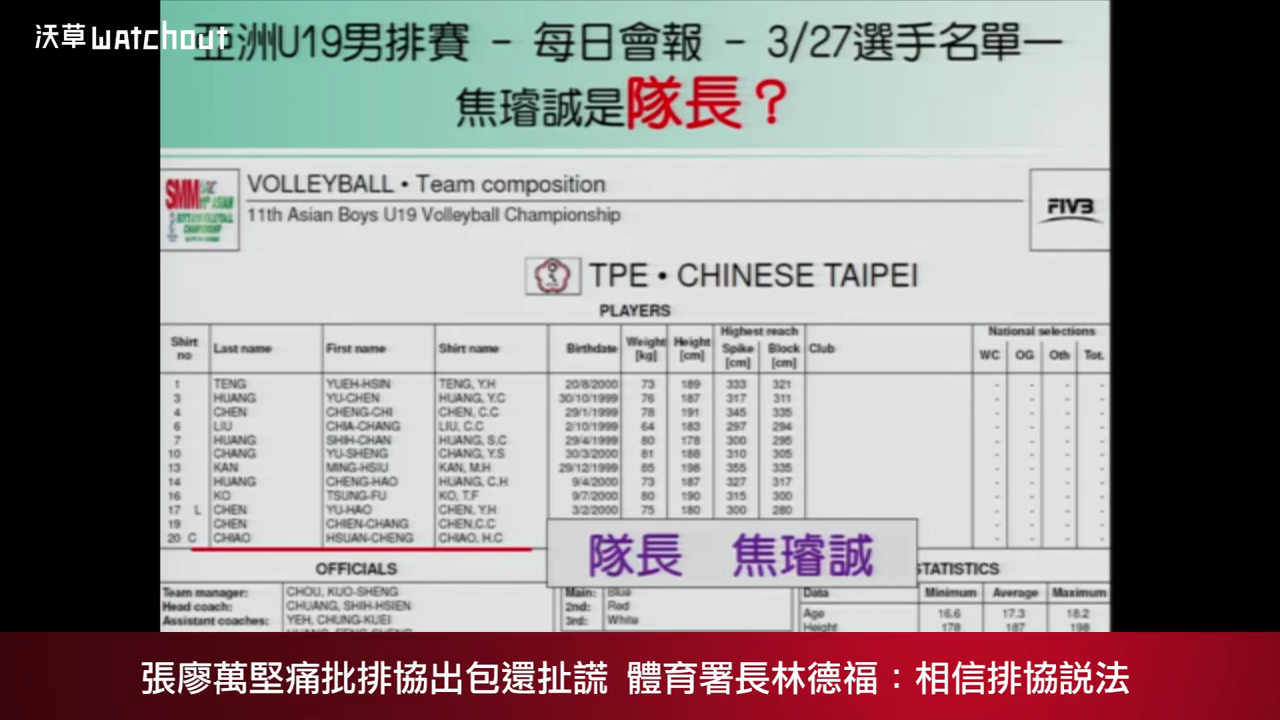 沃草 watchout
亞洲U19男排賽 - 每日會報 - 3/27選手名單一
焦璿誠是隊長？
SMM
VOLLEYBALL • Team composition
11th Asian Boys U19 Volleyball Championship
FIVB
TPE • CHINESE TAIPEI
PLAYERS
Shirt no Last name First name Shirt name Birthdate Weight [kg] Height [cm] Highest reach Spike [cm] Block [cm] Club National selections WC OG Oth Tot.
1 TENG YUEH-HSIN TENG, Y.H 20/8/2000 73 189 333 321 - - - -
3 HUANG YU-CHEN HUANG, Y.C 30/10/1999 76 187 317 311 - - - -
4 CHEN CHENG-CHI CHEN, C.C 29/1/1999 78 191 345 335 - - - -
6 LIU CHIA-CHANG LIU, C.C 2/10/1999 64 183 297 294 - - - -
7 HUANG SHIH-CHAN HUANG, S.C 29/4/1999 80 178 300 295 - - - -
10 CHANG YU-SHENG CHANG, Y.S 30/3/2000 81 188 310 305 - - - -
13 KAN MING-HSIU KAN, M.H 29/12/1999 85 198 355 335 - - - -
14 HUANG CHENG-HAO HUANG, C.H 9/4/2000 73 187 327 317 - - - -
16 KO TSUNG-FU KO, T.F 9/7/2000 80 190 315 300 - - - -
17 L CHEN YU-HAO CHEN, Y.H 3/2/2000 75 180 300 280 - - - -
19 CHEN CHIEN-CHANG CHEN,C.C - - - -
20 C CHIAO HSUAN-CHENG CHIAO, H.C - - - -
隊長 焦璿誠
OFFICIALS
Team manager: CHOU, KUO-SHENG
Head coach: CHUANG, SHIH-HSIEN
Assistant coaches: YEH, CHUNG-KUEI
Main: Blue
2nd: Red
3rd: White
STATISTICS
Data Minimum Average Maximum
Age 16.6 17.3 18.2
Height 178 187 198
張廖萬堅痛批排協出包還扯謊 體育署長林德福：相信排協説法